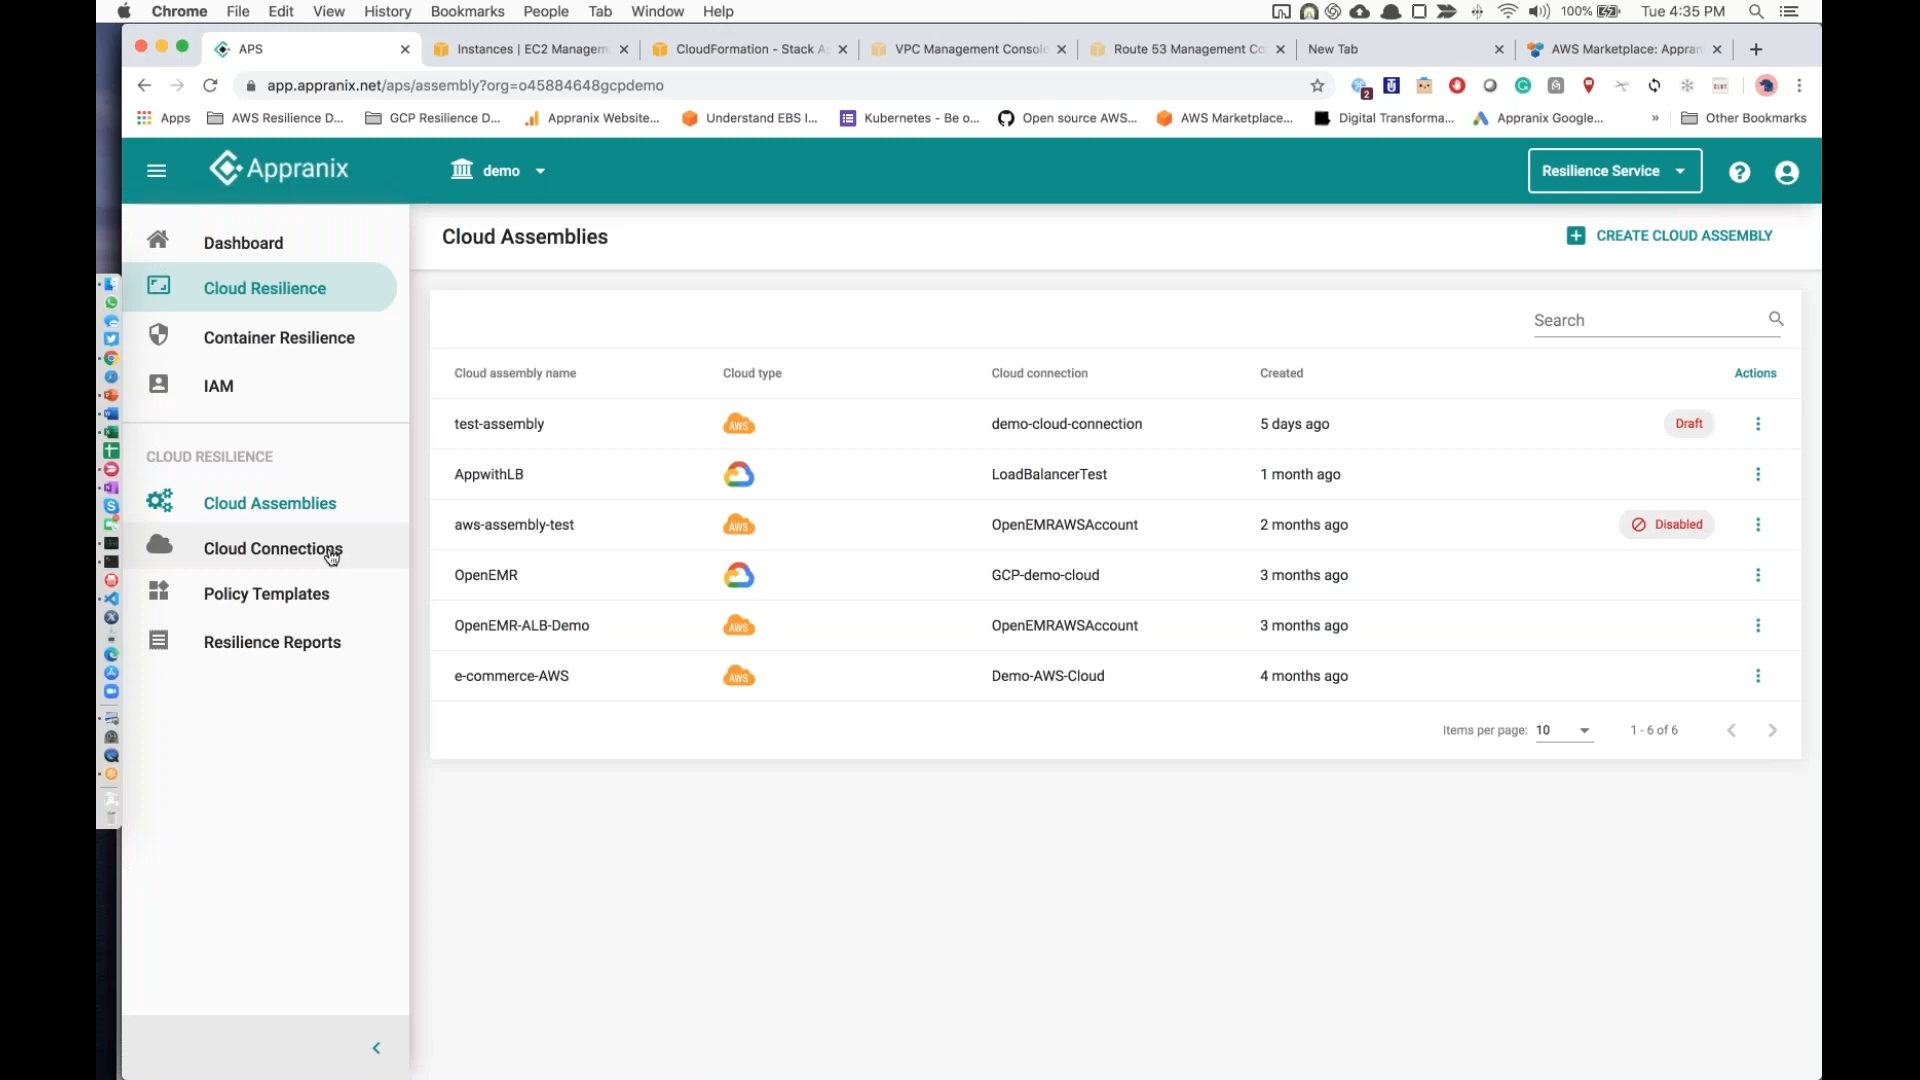 Chrome File Edit View History Bookmarks People Tab Window Help 100% Tue 4:35 PM
APS Instances | EC2 Managem CloudFormation - Stack A VPC Management Consol Route 53 Management Co New Tab AWS Marketplace: Appran
app.appranix.net/aps/assembly?org=o45884648gcpdemo 2
Apps AWS Resilience D... GCP Resilience D... Appranix Website... Understand EBS I... Kubernetes - Be o... Open source AWS... AWS Marketplace... Digital Transforma... Appranix Google... » Other Bookmarks
Appranix demo Resilience Service
Dashboard
Cloud Resilience
Container Resilience
IAM
CLOUD RESILIENCE
Cloud Assemblies
Cloud Connections
Policy Templates
Resilience Reports
Cloud Assemblies CREATE CLOUD ASSEMBLY
Search
Cloud assembly name Cloud type Cloud connection Created Actions
test-assembly AWS demo-cloud-connection 5 days ago Draft
AppwithLB LoadBalancerTest 1 month ago
aws-assembly-test AWS OpenEMRAWSAccount 2 months ago Disabled
OpenEMR GCP-demo-cloud 3 months ago
OpenEMR-ALB-Demo AWS OpenEMRAWSAccount 3 months ago
e-commerce-AWS AWS Demo-AWS-Cloud 4 months ago
Items per page: 10 1 - 6 of 6